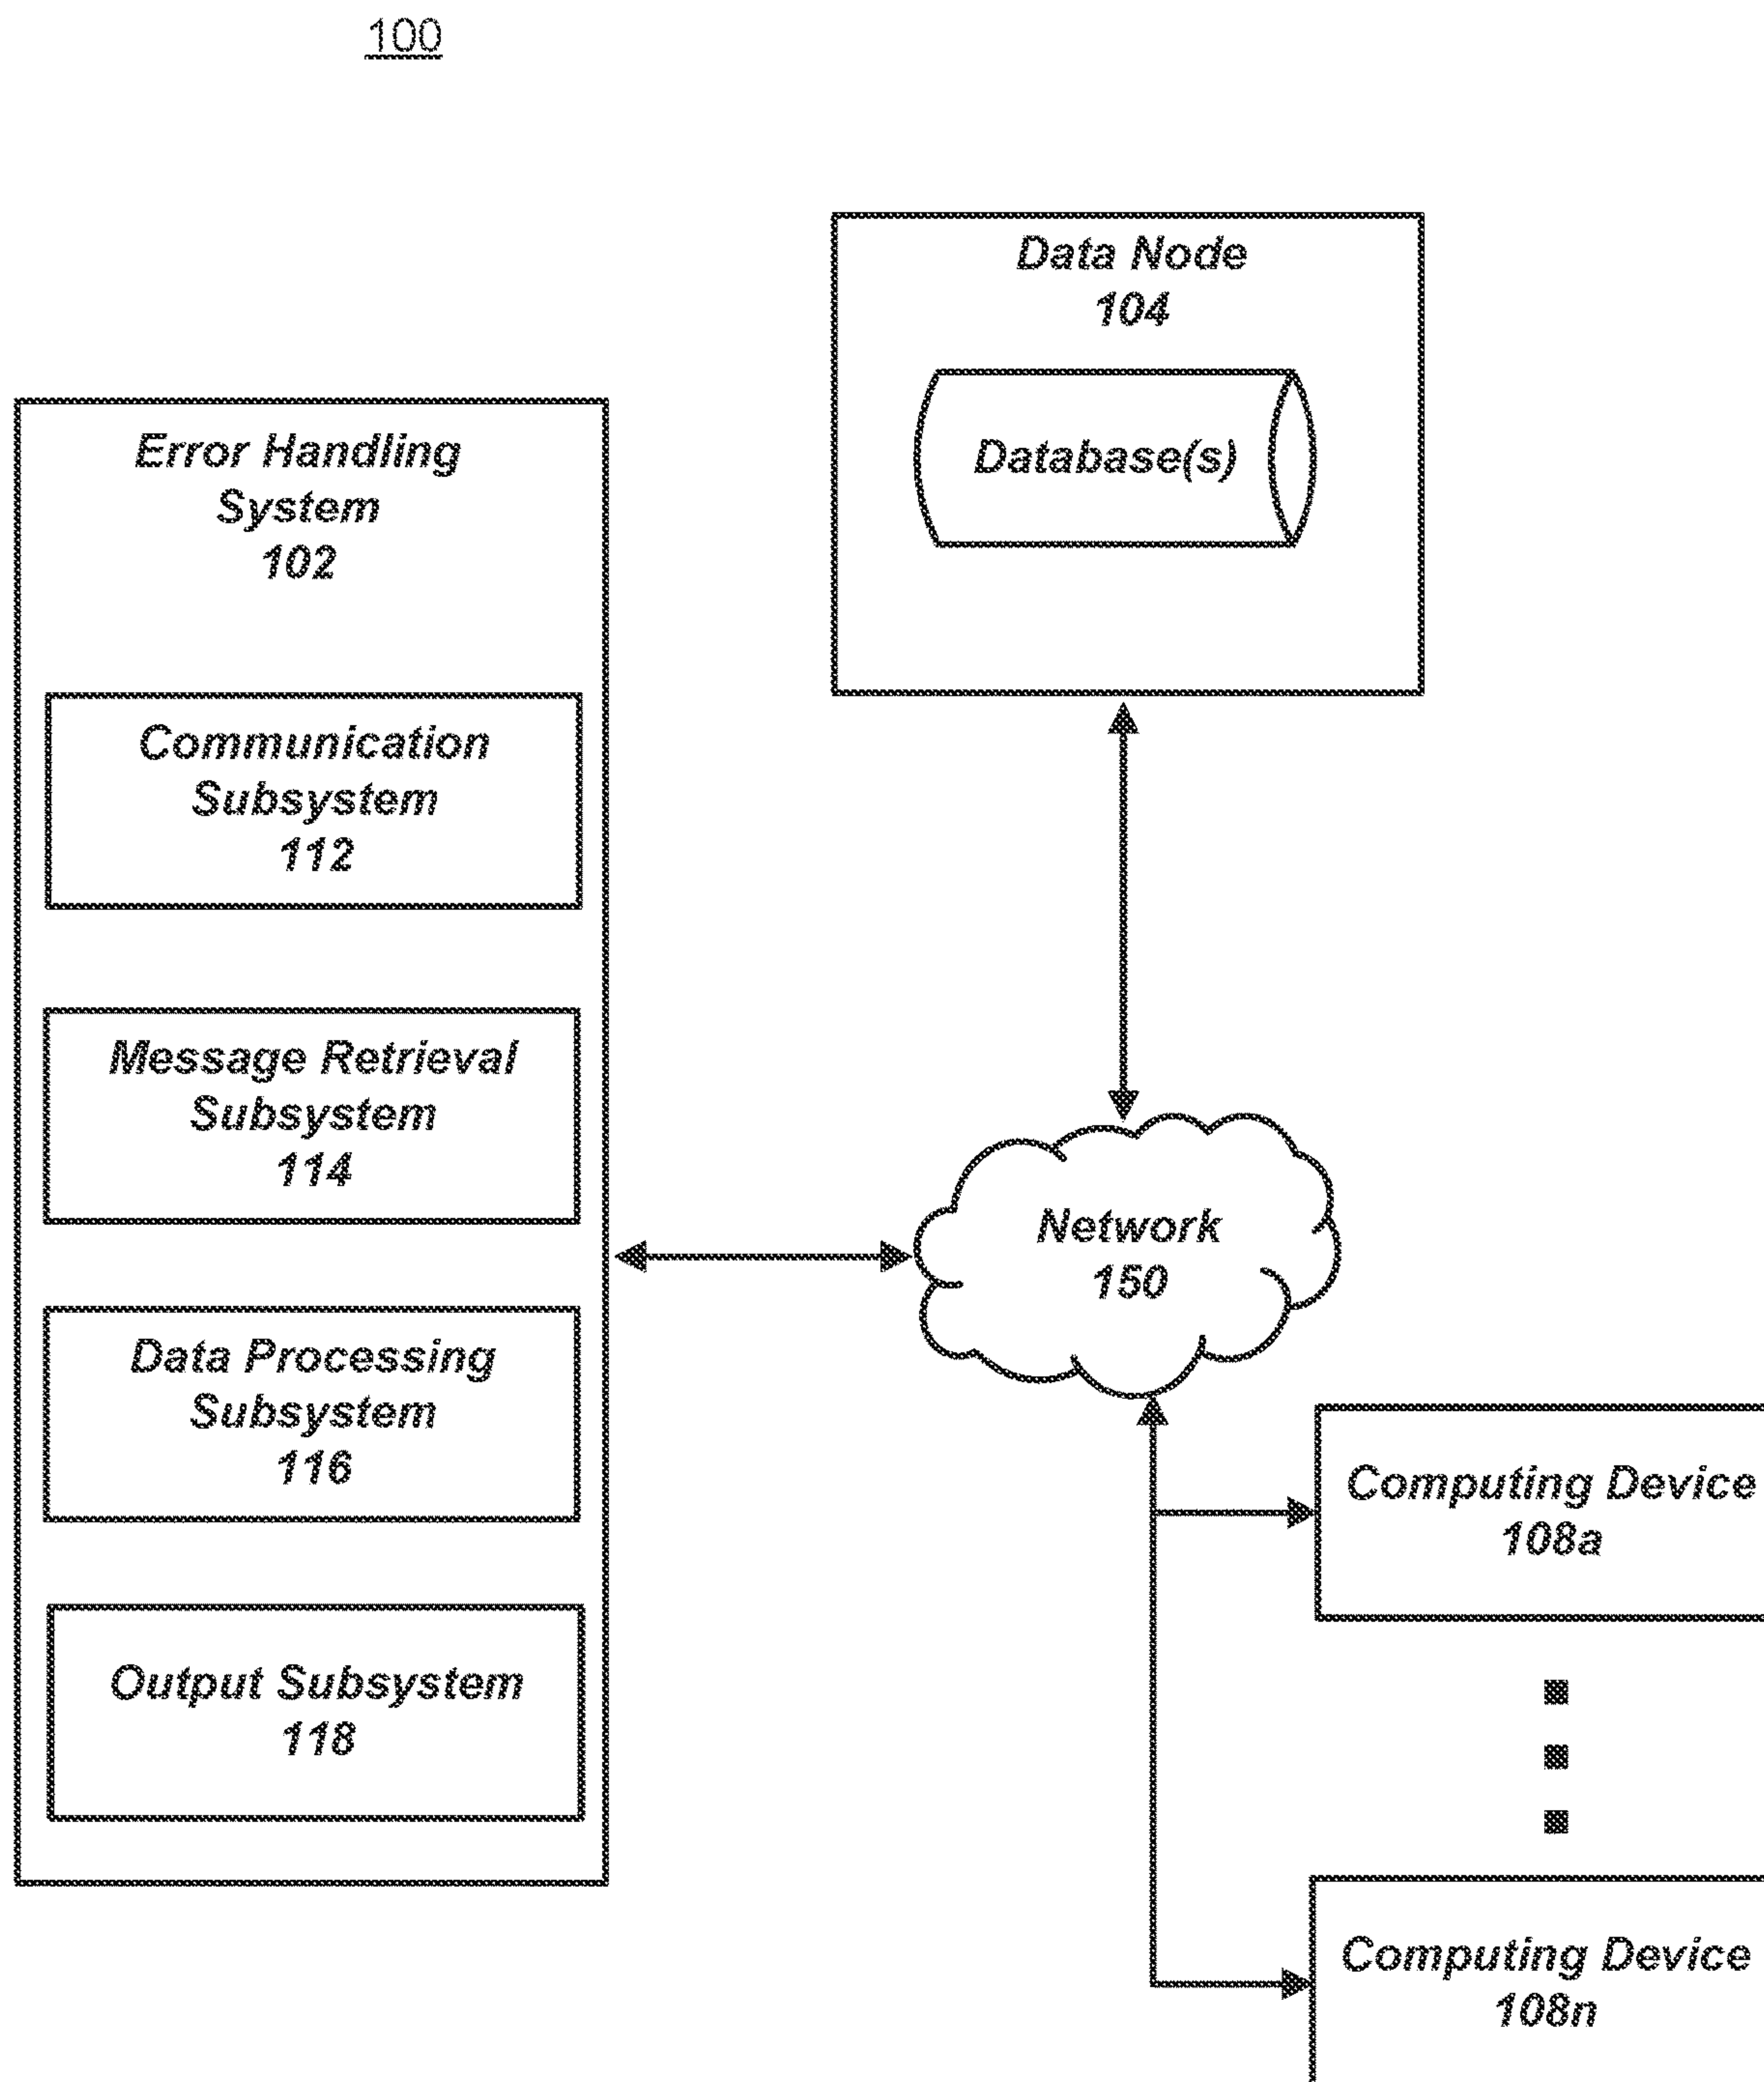 100
Data Node
104
Database(s)
Error Handling
System
102
Communication
Subsystem
112
Message Retrieval
Subsystem
114
Data Processing
Subsystem
116
Output Subsystem
118
Network
150
Computing Device
108a
Computing Device
108n